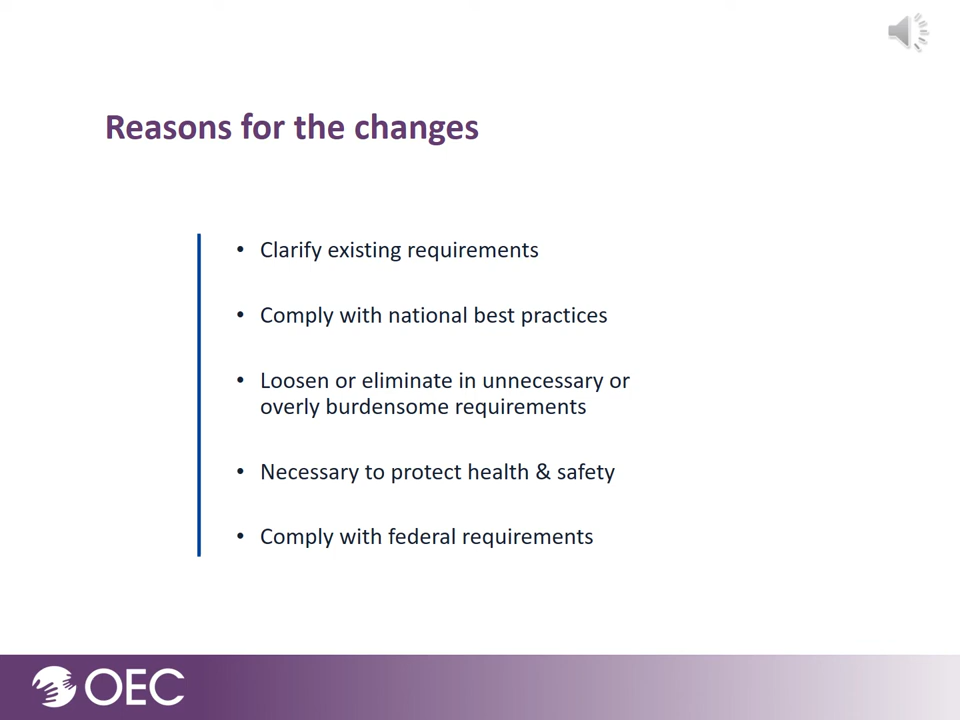 Reasons for the changes
• Clarify existing requirements
• Comply with national best practices
• Loosen or eliminate in unnecessary or
overly burdensome requirements
• Necessary to protect health & safety
• Comply with federal requirements
OEC